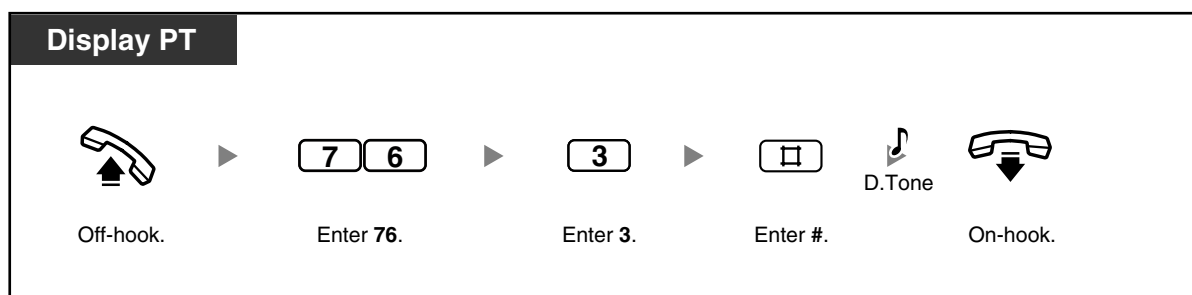 Display PT
7 6 3 #
D.Tone
Off-hook. Enter 76. Enter 3. Enter #. On-hook.